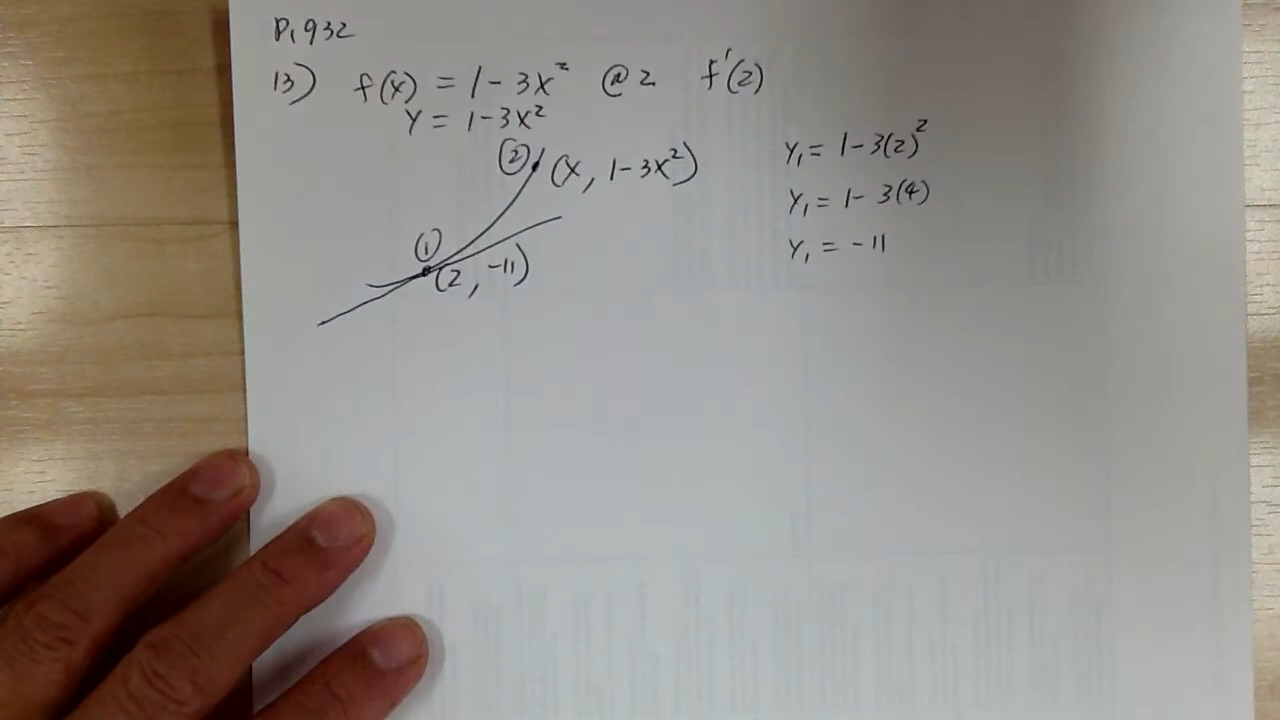 P. 932
13) f(x) = 1 - 3x² @ 2 f'(2)
y = 1 - 3x²
② (x, 1 - 3x²)
① (2, -11)
y₁ = 1 - 3(2)²
y₁ = 1 - 3(4)
y₁ = -11